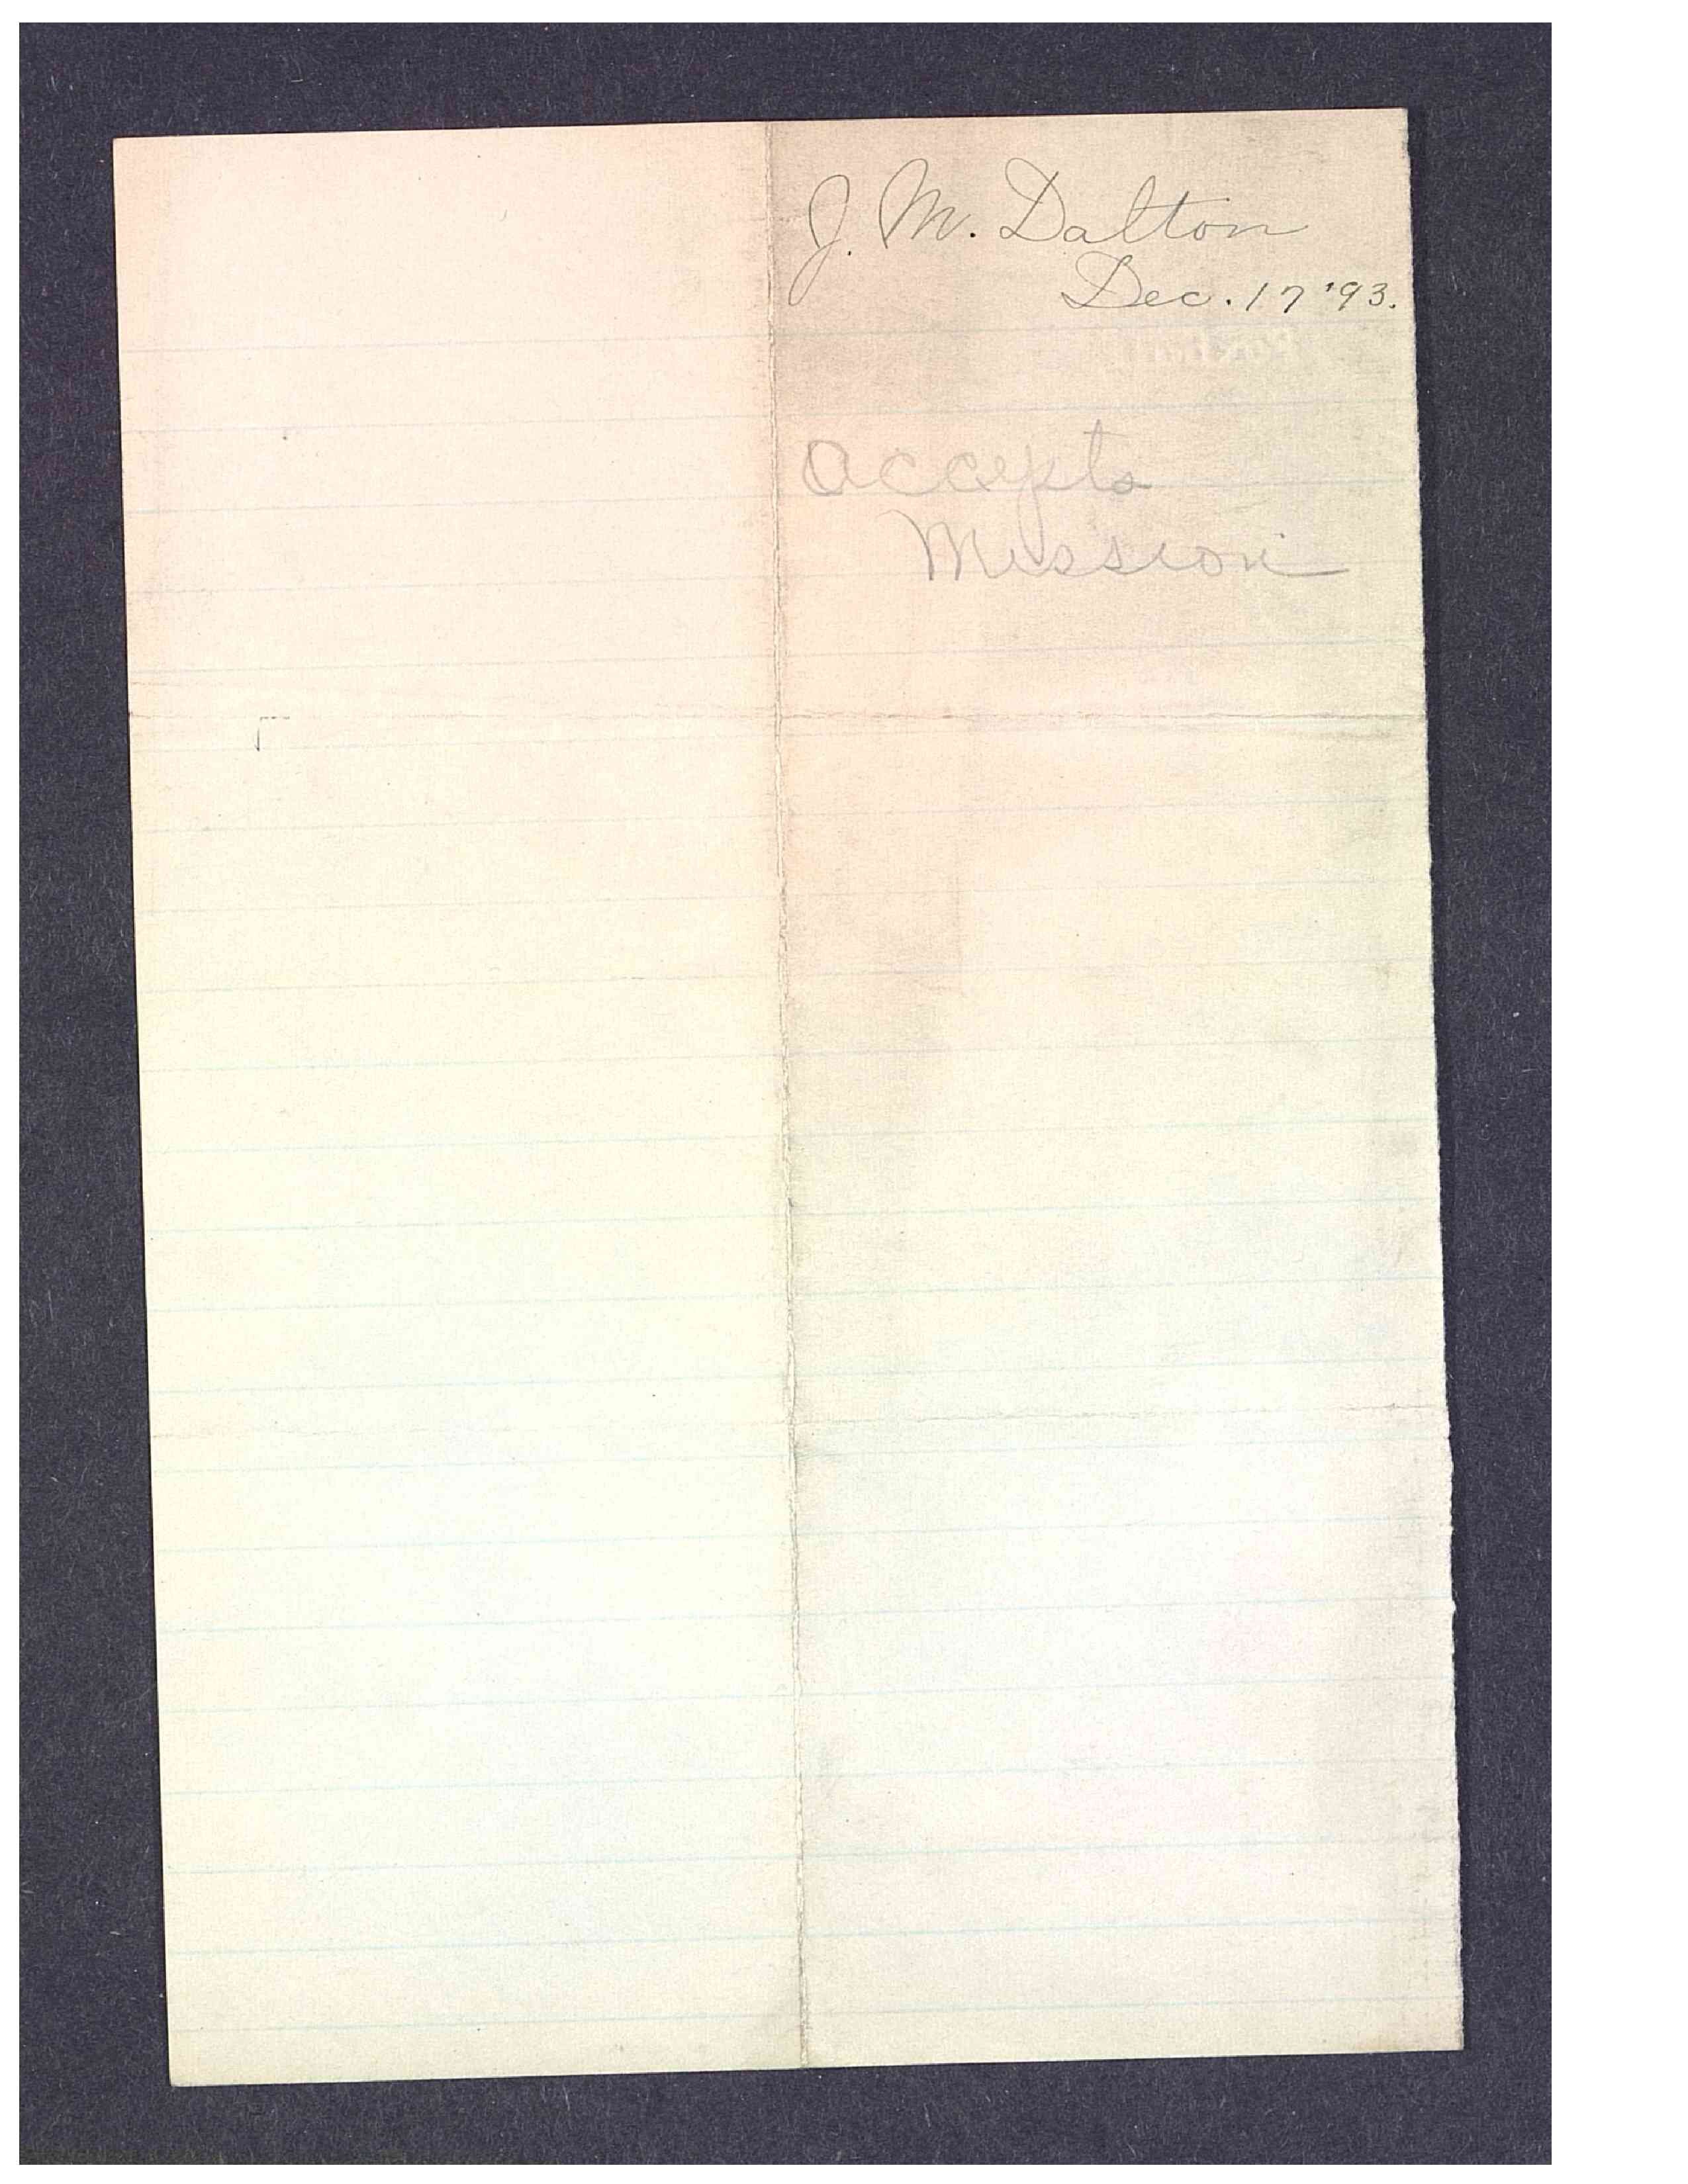 J. M. Dalton
Dec. 17 '93.
accepts
Mission